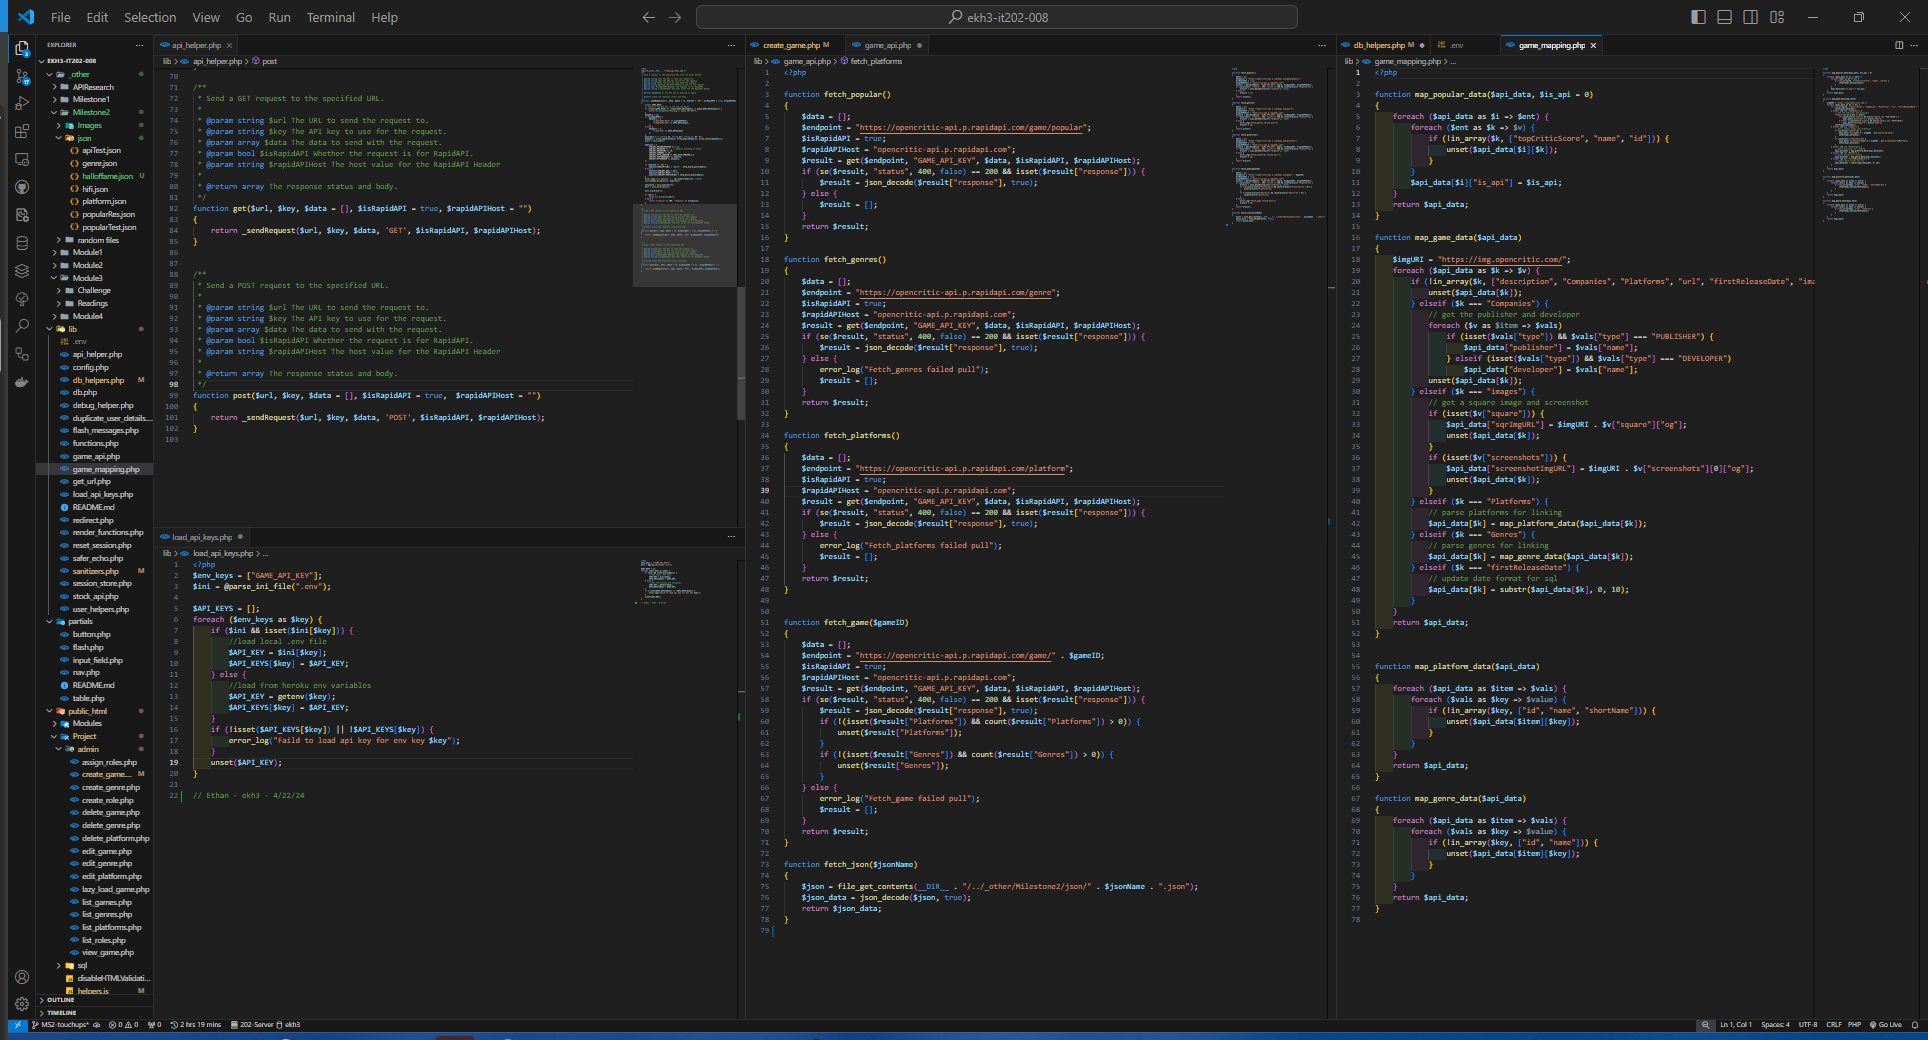 File Edit Selection View Go Run Terminal Help
ekh3-it202-008
EXPLORER
EKH3-IT202-008
_other
APIResearch
Milestone1
Milestone2
Images
json
apiTest.json
genre.json
halloffame.json U
hifi.json
platform.json
popularRes.json
popularTest.json
random files
Module1
Module2
Module3
Challenge
Readings
Module4
lib
.env
api_helper.php
config.php
db_helpers.php M
db.php
debug_helper.php
duplicate_user_details...
flash_messages.php
functions.php
game_api.php
game_mapping.php
get_url.php
load_api_keys.php
README.md
redirect.php
render_functions.php
reset_session.php
safer_echo.php
sanitizers.php M
session_store.php
stock_api.php
user_helpers.php
partials
button.php
flash.php
input_field.php
nav.php
README.md
table.php
public_html
Modules
Project
admin
assign_roles.php
create_game.... M
create_genre.php
create_role.php
delete_game.php
delete_genre.php
delete_platform.php
edit_game.php
edit_genre.php
edit_platform.php
lazy_load_game.php
list_games.php
list_genres.php
list_platforms.php
list_roles.php
view_game.php
sql
disableHTMLValidati...
helpers.js M
OUTLINE
TIMELINE
api_helper.php
lib > api_helper.php > post
70
71 /**
72 * Send a GET request to the specified URL.
73 *
74 * @param string $url The URL to send the request to.
75 * @param string $key The API key to use for the request.
76 * @param array $data The data to send with the request.
77 * @param bool $isRapidAPI Whether the request is for RapidAPI.
78 * @param string $rapidAPIHost The host value for the RapidAPI Header
79 *
80 * @return array The response status and body.
81 */
82 function get($url, $key, $data = [], $isRapidAPI = true, $rapidAPIHost = "")
83 {
84 return _sendRequest($url, $key, $data, 'GET', $isRapidAPI, $rapidAPIHost);
85 }
86
87
88 /**
89 * Send a POST request to the specified URL.
90 *
91 * @param string $url The URL to send the request to.
92 * @param string $key The API key to use for the request.
93 * @param array $data The data to send with the request.
94 * @param bool $isRapidAPI Whether the request is for RapidAPI.
95 * @param string $rapidAPIHost The host value for the RapidAPI Header
96 *
97 * @return array The response status and body.
98 */
99 function post($url, $key, $data = [], $isRapidAPI = true,  $rapidAPIHost = "")
100 {
101 return _sendRequest($url, $key, $data, 'POST', $isRapidAPI, $rapidAPIHost);
102 }
103
load_api_keys.php
lib > load_api_keys.php > ...
1 <?php
2 $env_keys = ["GAME_API_KEY"];
3 $ini = @parse_ini_file(".env");
4
5 $API_KEYS = [];
6 foreach ($env_keys as $key) {
7 if ($ini && isset($ini[$key])) {
8 //load local .env file
9 $API_KEY = $ini[$key];
10 $API_KEYS[$key] = $API_KEY;
11 } else {
12 //load from heroku env variables
13 $API_KEY = getenv($key);
14 $API_KEYS[$key] = $API_KEY;
15 }
16 if (!isset($API_KEYS[$key]) || !$API_KEYS[$key]) {
17 error_log("Faild to load api key for env key $key");
18 }
19 unset($API_KEY);
20 }
21
22 // Ethan - ekh3 - 4/22/24
create_game.php M game_api.php
lib > game_api.php > fetch_platforms
1 <?php
2
3 function fetch_popular()
4 {
5 $data = [];
6 $endpoint = "https://opencritic-api.p.rapidapi.com/game/popular";
7 $isRapidAPI = true;
8 $rapidAPIHost = "opencritic-api.p.rapidapi.com";
9 $result = get($endpoint, "GAME_API_KEY", $data, $isRapidAPI, $rapidAPIHost);
10 if (se($result, "status", 400, false) == 200 && isset($result["response"])) {
11 $result = json_decode($result["response"], true);
12 } else {
13 $result = [];
14 }
15 return $result;
16 }
17
18 function fetch_genres()
19 {
20 $data = [];
21 $endpoint = "https://opencritic-api.p.rapidapi.com/genre";
22 $isRapidAPI = true;
23 $rapidAPIHost = "opencritic-api.p.rapidapi.com";
24 $result = get($endpoint, "GAME_API_KEY", $data, $isRapidAPI, $rapidAPIHost);
25 if (se($result, "status", 400, false) == 200 && isset($result["response"])) {
26 $result = json_decode($result["response"], true);
27 } else {
28 error_log("Fetch_genres failed pull");
29 $result = [];
30 }
31 return $result;
32 }
33
34 function fetch_platforms()
35 {
36 $data = [];
37 $endpoint = "https://opencritic-api.p.rapidapi.com/platform";
38 $isRapidAPI = true;
39 $rapidAPIHost = "opencritic-api.p.rapidapi.com";
40 $result = get($endpoint, "GAME_API_KEY", $data, $isRapidAPI, $rapidAPIHost);
41 if (se($result, "status", 400, false) == 200 && isset($result["response"])) {
42 $result = json_decode($result["response"], true);
43 } else {
44 error_log("Fetch_platforms failed pull");
45 $result = [];
46 }
47 return $result;
48 }
49
50
51 function fetch_game($gameID)
52 {
53 $data = [];
54 $endpoint = "https://opencritic-api.p.rapidapi.com/game/" . $gameID;
55 $isRapidAPI = true;
56 $rapidAPIHost = "opencritic-api.p.rapidapi.com";
57 $result = get($endpoint, "GAME_API_KEY", $data, $isRapidAPI, $rapidAPIHost);
58 if (se($result, "status", 400, false) == 200 && isset($result["response"])) {
59 $result = json_decode($result["response"], true);
60 if (!(isset($result["Platforms"]) && count($result["Platforms"]) > 0)) {
61 unset($result["Platforms"]);
62 }
63 if (!(isset($result["Genres"]) && count($result["Genres"]) > 0)) {
64 unset($result["Genres"]);
65 }
66 } else {
67 error_log("Fetch_game failed pull");
68 $result = [];
69 }
70 return $result;
71 }
72
73 function fetch_json($jsonName)
74 {
75 $json = file_get_contents(__DIR__ . "/../_other/Milestone2/json/" . $jsonName . ".json");
76 $json_data = json_decode($json, true);
77 return $json_data;
78 }
79
db_helpers.php M .env game_mapping.php
lib > game_mapping.php > ...
1 <?php
2
3 function map_popular_data($api_data, $is_api = 0)
4 {
5 foreach ($api_data as $i => $ent) {
6 foreach ($ent as $k => $v) {
7 if (!in_array($k, ["topCriticScore", "name", "id"])) {
8 unset($api_data[$i][$k]);
9 }
10 }
11 $api_data[$i]["is_api"] = $is_api;
12 }
13 return $api_data;
14 }
15
16 function map_game_data($api_data)
17 {
18 $imgURI = "https://img.opencritic.com/";
19 foreach ($api_data as $k => $v) {
20 if (!in_array($k, ["description", "Companies", "Platforms", "url", "firstReleaseDate", "ima
21 unset($api_data[$k]);
22 } elseif ($k === "Companies") {
23 // get the publisher and developer
24 foreach ($v as $item => $vals)
25 if (isset($vals["type"]) && $vals["type"] === "PUBLISHER") {
26 $api_data["publisher"] = $vals["name"];
27 } elseif (isset($vals["type"]) && $vals["type"] === "DEVELOPER")
28 $api_data["developer"] = $vals["name"];
29 unset($api_data[$k]);
30 } elseif ($k === "images") {
31 // get a square image and screenshot
32 if (isset($v["square"])) {
33 $api_data["sqrImgURL"] = $imgURI . $v["square"]["og"];
34 unset($api_data[$k]);
35 }
36 if (isset($v["screenshots"])) {
37 $api_data["screenshotImgURL"] = $imgURI . $v["screenshots"][0]["og"];
38 unset($api_data[$k]);
39 }
40 } elseif ($k === "Platforms") {
41 // parse platforms for linking
42 $api_data[$k] = map_platform_data($api_data[$k]);
43 } elseif ($k === "Genres") {
44 // parse genres for linking
45 $api_data[$k] = map_genre_data($api_data[$k]);
46 } elseif ($k === "firstReleaseDate") {
47 // update date format for sql
48 $api_data[$k] = substr($api_data[$k], 0, 10);
49 }
50 }
51 return $api_data;
52 }
53
54
55 function map_platform_data($api_data)
56 {
57 foreach ($api_data as $item => $vals) {
58 foreach ($vals as $key => $value) {
59 if (!in_array($key, ["id", "name", "shortName"])) {
60 unset($api_data[$item][$key]);
61 }
62 }
63 }
64 return $api_data;
65 }
66
67 function map_genre_data($api_data)
68 {
69 foreach ($api_data as $item => $vals) {
70 foreach ($vals as $key => $value) {
71 if (!in_array($key, ["id", "name"])) {
72 unset($api_data[$item][$key]);
73 }
74 }
75 }
76 return $api_data;
77 }
78
MS2-touchups* 0 0 0 2 hrs 19 mins 202-Server ekh3 Ln 1, Col 1 Spaces: 4 UTF-8 CRLF PHP Go Live